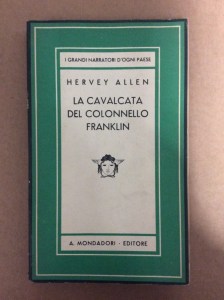 I GRANDI NARRATORI D'OGNI PAESE
HERVEY ALLEN
LA CAVALCATA
DEL COLONNELLO
FRANKLIN
A. MONDADORI - EDITORE